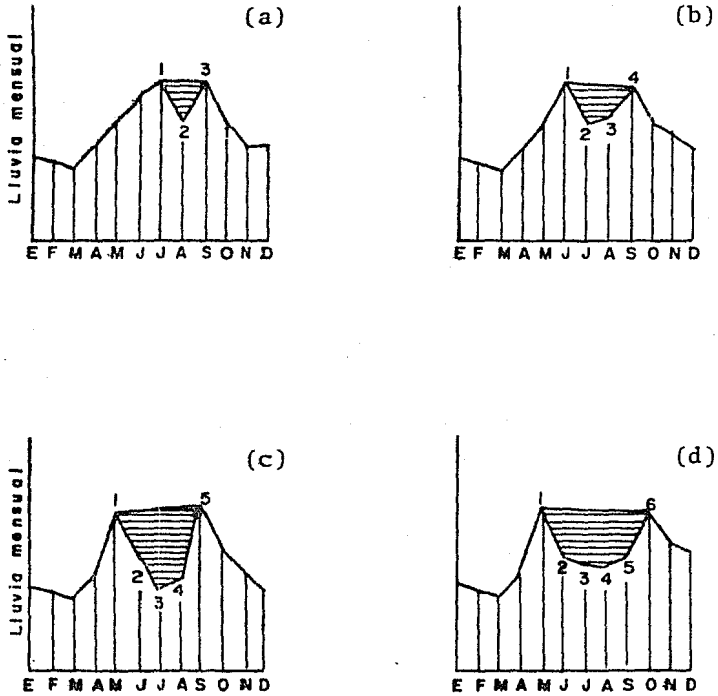 (a)
Lluvia mensual
1 3
2
E F M A M J J A S O N D
(b)
1 4
2 3
E F M A M J J A S O N D
(c)
Lluvia mensual
1 5
2
3 4
E F M A M J J A S O N D
(d)
1 6
2 3 4 5
E F M A M J J A S O N D